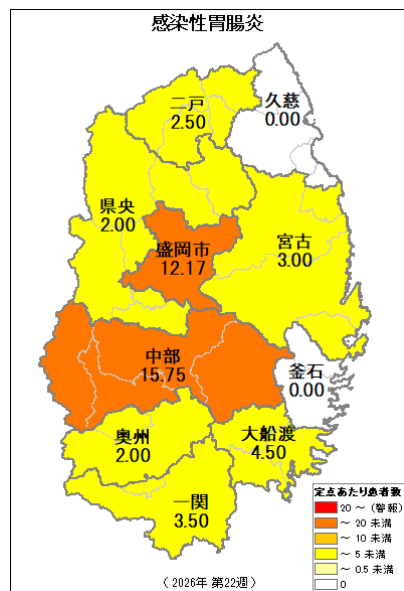 感染性胃腸炎
二戸
2.50
久慈
0.00
県央
2.00
盛岡市
12.17
宮古
3.00
中部
15.75
釜石
0.00
奥州
2.00
大船渡
4.50
一関
3.50
定点あたり患者数
20 ～ (警報)
～ 20 未満
～ 10 未満
～ 5 未満
～ 0.5 未満
0
（ 2026年 第22週 ）